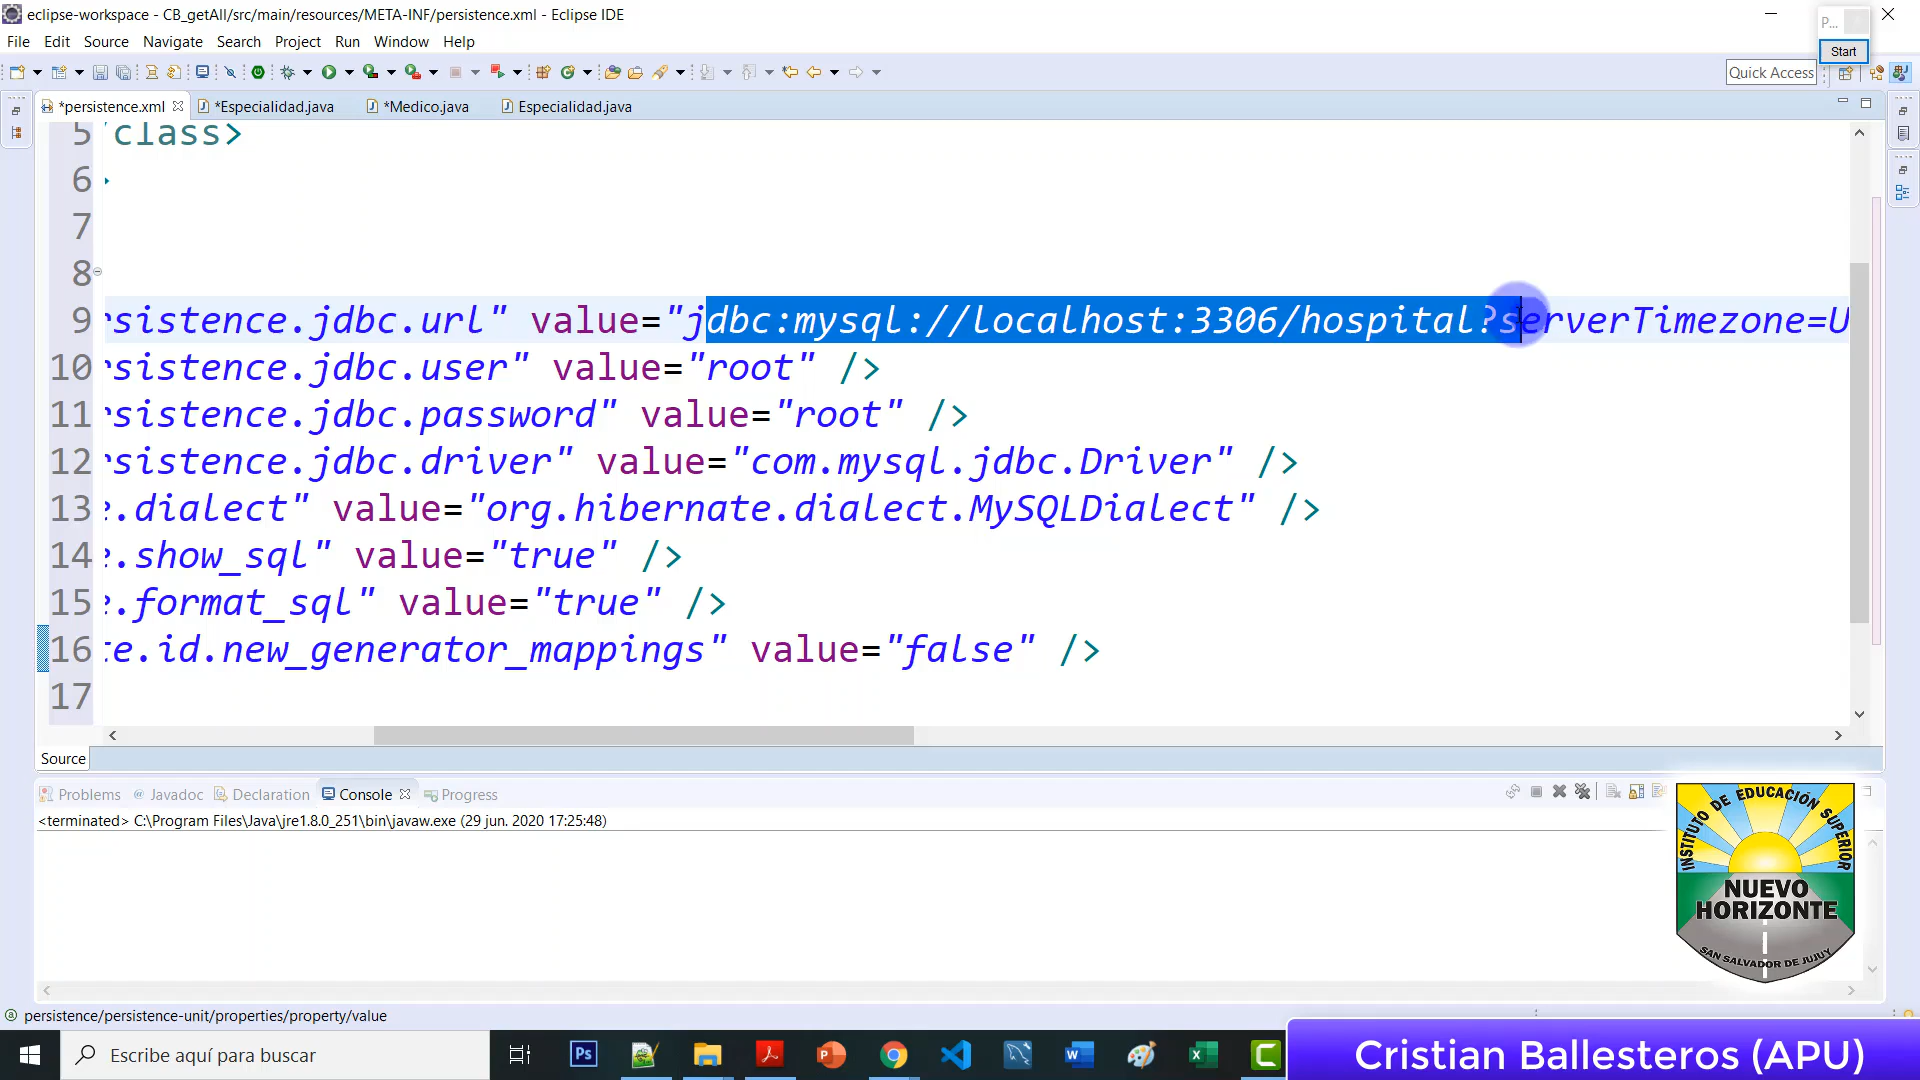 eclipse-workspace - CB_getAll/src/main/resources/META-INF/persistence.xml - Eclipse IDE
P...
Start
File Edit Source Navigate Search Project Run Window Help
Quick Access
*persistence.xml *Especialidad.java *Medico.java Especialidad.java
5 /class>
6 >
7
8
9 rsistence.jdbc.url" value="jdbc:mysql://localhost:3306/hospital?serverTimezone=U
10 rsistence.jdbc.user" value="root" />
11 rsistence.jdbc.password" value="root" />
12 rsistence.jdbc.driver" value="com.mysql.jdbc.Driver" />
13 e.dialect" value="org.hibernate.dialect.MySQLDialect" />
14 e.show_sql" value="true" />
15 e.format_sql" value="true" />
16 te.id.new_generator_mappings" value="false" />
17
Source
Problems @ Javadoc Declaration Console Progress
<terminated> C:\Program Files\Java\jre1.8.0_251\bin\javaw.exe (29 jun. 2020 17:25:48)
INSTITUTO DE EDUCACIÓN SUPERIOR
NUEVO
HORIZONTE
SAN SALVADOR DE JUJUY
persistence/persistence-unit/properties/property/value
Escribe aquí para buscar
Cristian Ballesteros (APU)